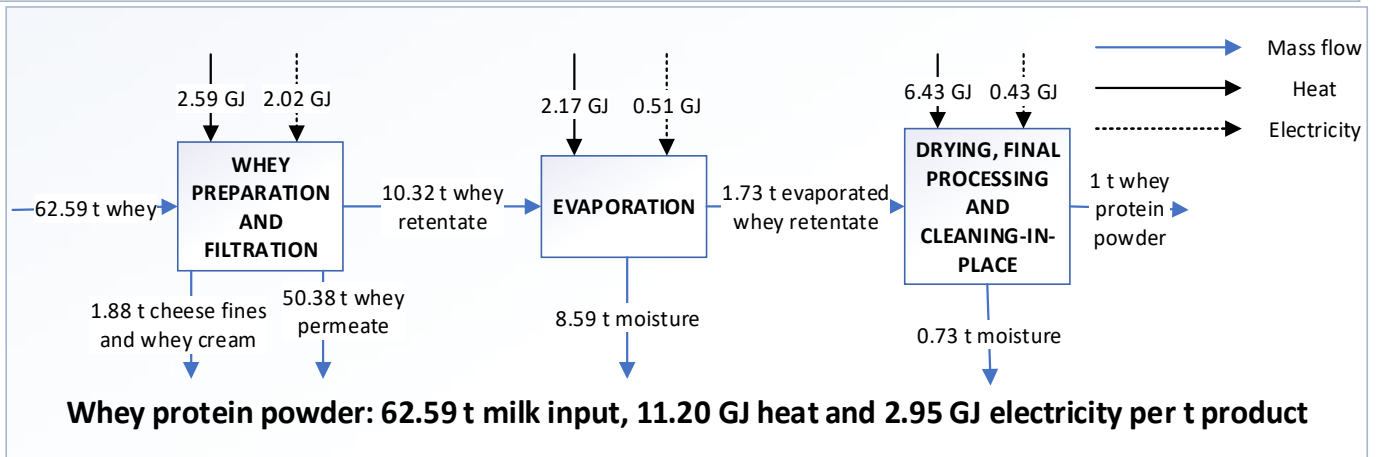 Mass flow
Heat
Electricity
2.59 GJ
2.02 GJ
2.17 GJ
0.51 GJ
6.43 GJ
0.43 GJ
62.59 t whey
WHEY
PREPARATION
AND
FILTRATION
10.32 t whey
retentate
EVAPORATION
1.73 t evaporated
whey retentate
DRYING, FINAL
PROCESSING
AND
CLEANING-IN-
PLACE
1 t whey
protein
powder
1.88 t cheese fines
and whey cream
50.38 t whey
permeate
8.59 t moisture
0.73 t moisture
Whey protein powder: 62.59 t milk input, 11.20 GJ heat and 2.95 GJ electricity per t product